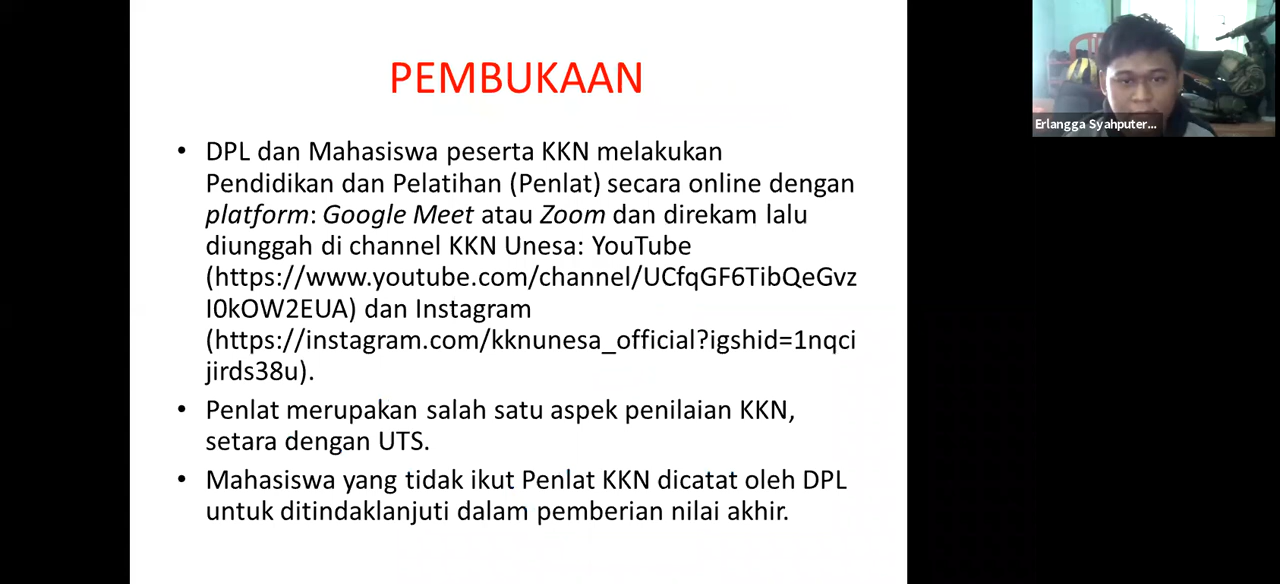 PEMBUKAAN
• DPL dan Mahasiswa peserta KKN melakukan
Pendidikan dan Pelatihan (Penlat) secara online dengan
platform: Google Meet atau Zoom dan direkam lalu
diunggah di channel KKN Unesa: YouTube
(https://www.youtube.com/channel/UCfqGF6TibQeGvz
I0kOW2EUA) dan Instagram
(https://instagram.com/kknunesa_official?igshid=1nqci
jirds38u).
• Penlat merupakan salah satu aspek penilaian KKN,
setara dengan UTS.
• Mahasiswa yang tidak ikut Penlat KKN dicatat oleh DPL
untuk ditindaklanjuti dalam pemberian nilai akhir.
Erlangga Syahputer...